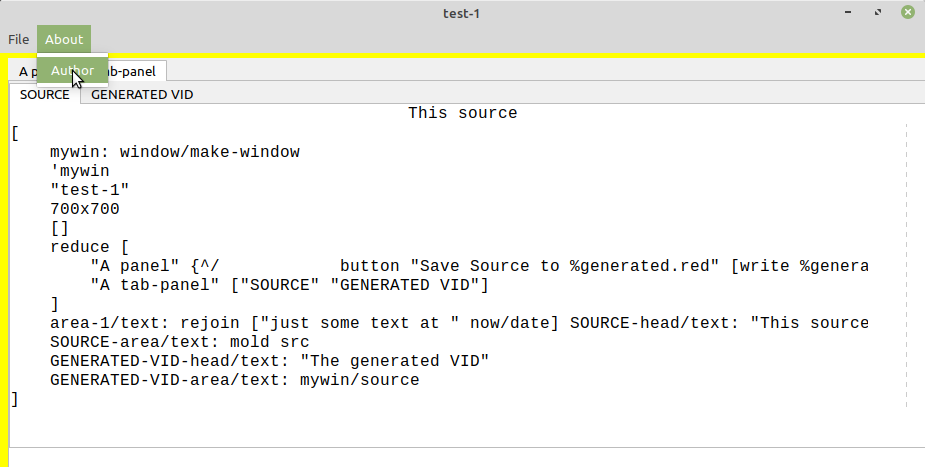 test-1
File About
Author
A p b-panel
SOURCE GENERATED VID
This source
[
    mywin: window/make-window
    'mywin
    "test-1"
    700x700
    []
    reduce [
        "A panel" {^/            button "Save Source to %generated.red" [write %genera
        "A tab-panel" ["SOURCE" "GENERATED VID"]
    ]
    area-1/text: rejoin ["just some text at " now/date] SOURCE-head/text: "This source
    SOURCE-area/text: mold src
    GENERATED-VID-head/text: "The generated VID"
    GENERATED-VID-area/text: mywin/source
]